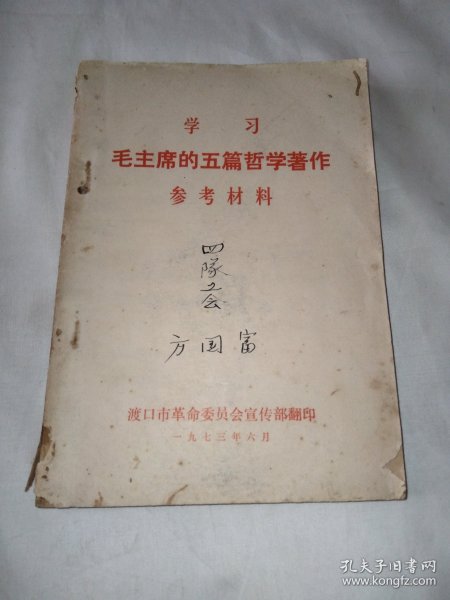 学习
毛主席的五篇哲学著作
参考材料
四隊工会
方国富
渡口市革命委员会宣传部翻印
一九七三年六月
孔夫子旧书网
www.kongfz.com